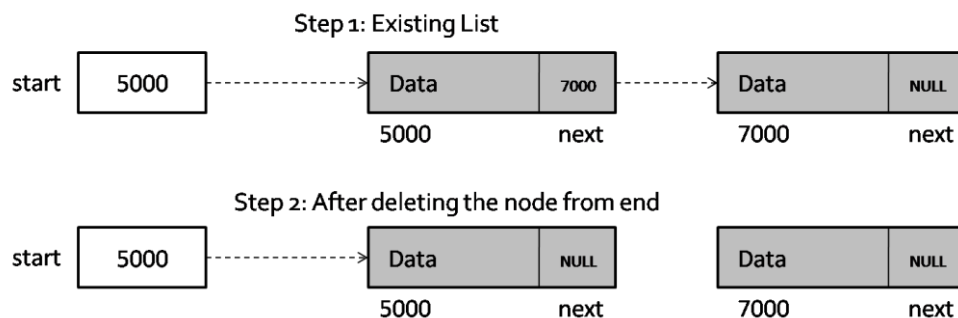 Step 1: Existing List
start 5000 Data 7000 Data NULL
5000 next 7000 next
Step 2: After deleting the node from end
start 5000 Data NULL Data NULL
5000 next 7000 next